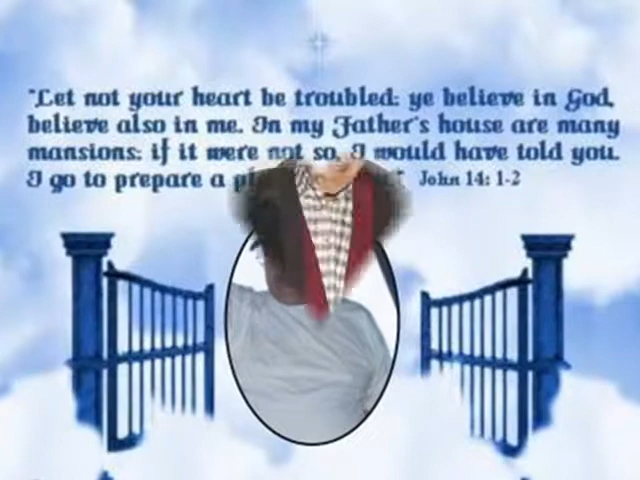 "Let not your heart be troubled: ye believe in God,
believe also in me. In my Father's house are many
mansions: if it were not so, I would have told you.
I go to prepare a
John 14: 1-2